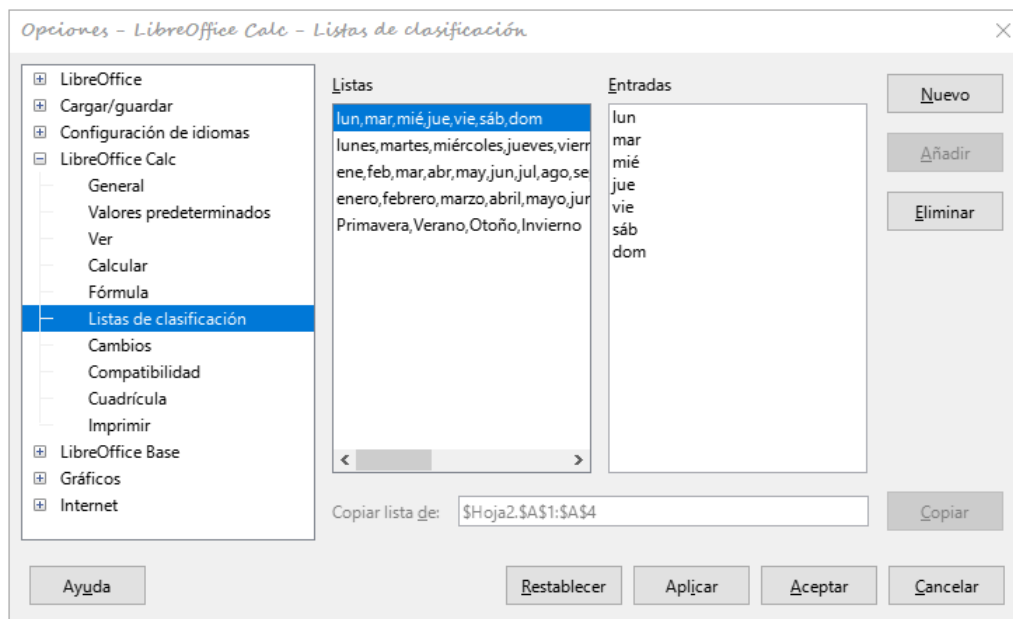 Opciones - LibreOffice Calc - Listas de clasificación
LibreOffice
Cargar/guardar
Configuración de idiomas
LibreOffice Calc
General
Valores predeterminados
Ver
Calcular
Fórmula
Listas de clasificación
Cambios
Compatibilidad
Cuadrícula
Imprimir
LibreOffice Base
Gráficos
Internet
Listas
lun,mar,mié,jue,vie,sáb,dom
lunes,martes,miércoles,jueves,vierr
ene,feb,mar,abr,may,jun,jul,ago,se
enero,febrero,marzo,abril,mayo,jur
Primavera,Verano,Otoño,Invierno
Entradas
lun
mar
mié
jue
vie
sáb
dom
Nuevo
Añadir
Eliminar
Copiar lista de: $Hoja2.$A$1:$A$4
Copiar
Ayuda
Restablecer
Aplicar
Aceptar
Cancelar